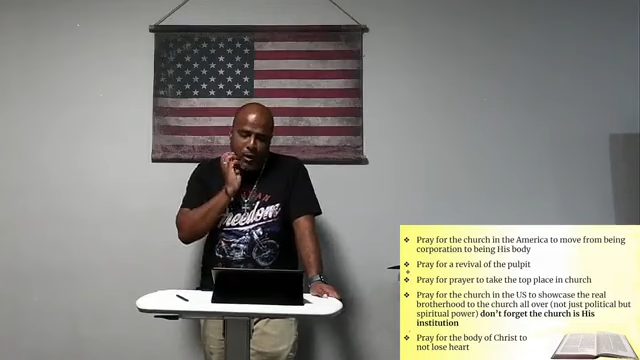 Freedom
❖ Pray for the church in the America to move from being
corporation to being His body
❖ Pray for a revival of the pulpit
❖ Pray for prayer to take the top place in church
❖ Pray for the church in the US to showcase the real
brotherhood to the church all over (not just political but
spiritual power) don't forget the church is His
institution
❖ Pray for the body of Christ to
not lose heart